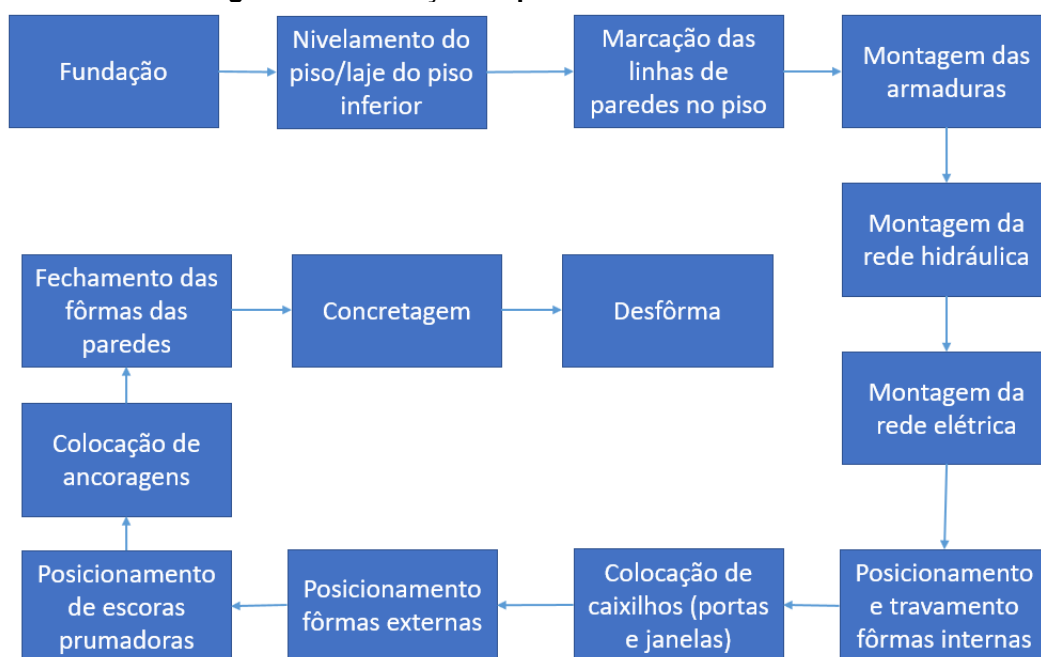 Fundação
Nivelamento do
piso/laje do piso
inferior
Marcação das
linhas de
paredes no piso
Montagem das
armaduras
Montagem da
rede hidráulica
Montagem da
rede elétrica
Posicionamento
e travamento
fôrmas internas
Colocação de
caixilhos (portas
e janelas)
Posicionamento
fôrmas externas
Posicionamento
de escoras
prumadoras
Colocação de
ancoragens
Fechamento das
fôrmas das
paredes
Concretagem
Desfôrma